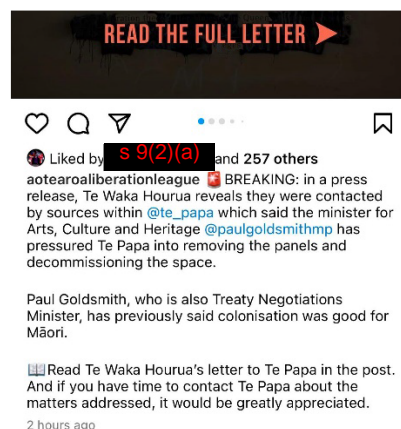 READ THE FULL LETTER
Liked by s 9(2)(a) and 257 others
aotearoaliberationleague 🚨 BREAKING: in a press
release, Te Waka Hourua reveals they were contacted
by sources within @te_papa which said the minister for
Arts, Culture and Heritage @paulgoldsmithmp has
pressured Te Papa into removing the panels and
decommissioning the space.
Paul Goldsmith, who is also Treaty Negotiations
Minister, has previously said colonisation was good for
Māori.
📖Read Te Waka Hourua's letter to Te Papa in the post.
And if you have time to contact Te Papa about the
matters addressed, it would be greatly appreciated.
2 hours ago